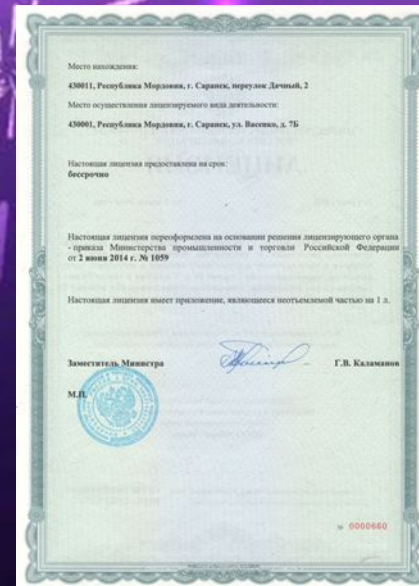 Место нахождения:
430011, Республика Мордовия, г. Саранск, переулок Дачный, 2
Место осуществления лицензируемого вида деятельности:
430001, Республика Мордовия, г. Саранск, ул. Васенко, д. 7Б
Настоящая лицензия предоставлена на срок:
бессрочно
Настоящая лицензия переоформлена на основании решения лицензирующего органа
- приказа Министерства промышленности и торговли Российской Федерации
от 2 июня 2014 г. № 1059
Настоящая лицензия имеет приложение, являющееся неотъемлемой частью на 1 л.
Заместитель Министра Г.В. Каламанов
М.П.
№ 0000660